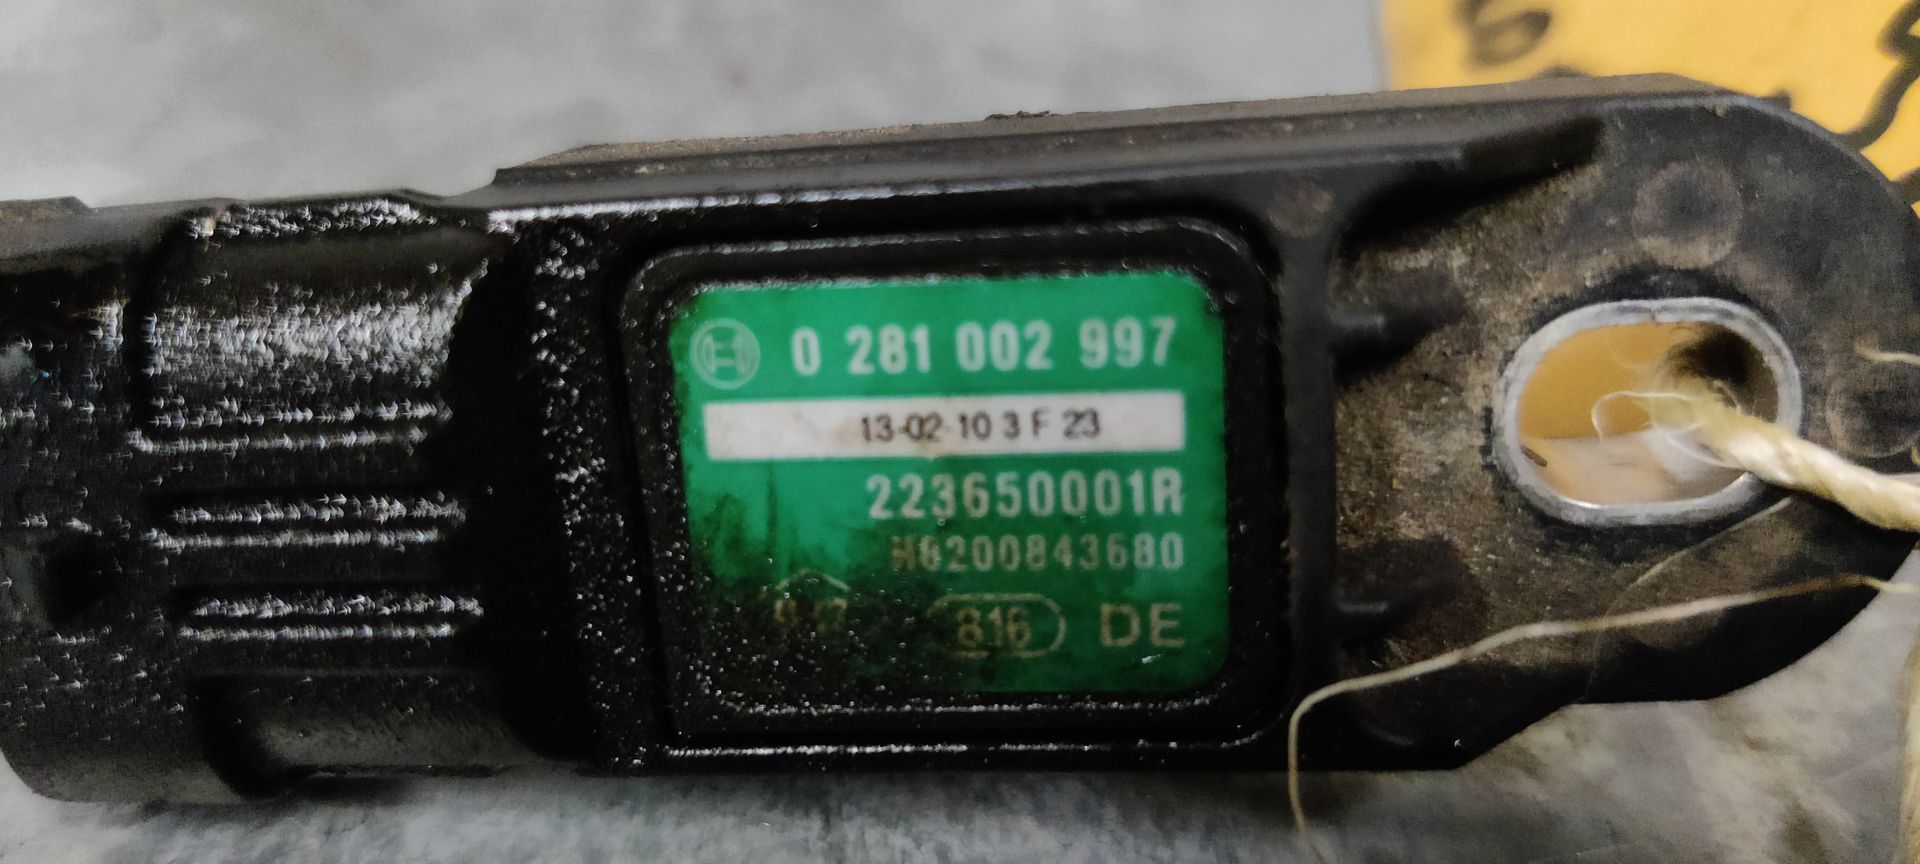 0 281 002 997
13-02-10 3 F 23
223650001R
H8200843680
816 DE